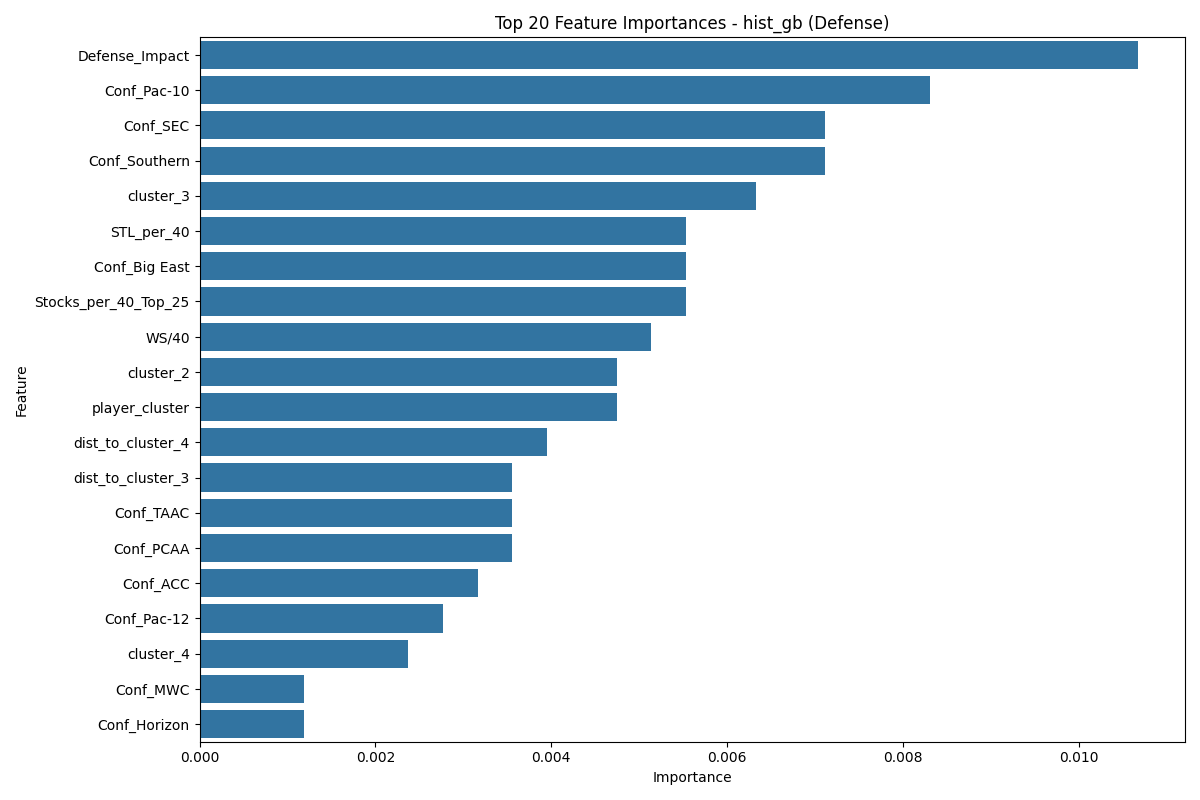 Top 20 Feature Importances - hist_gb (Defense)
Defense_Impact
Conf_Pac-10
Conf_SEC
Conf_Southern
cluster_3
STL_per_40
Conf_Big East
Stocks_per_40_Top_25
WS/40
cluster_2
player_cluster
dist_to_cluster_4
dist_to_cluster_3
Conf_TAAC
Conf_PCAA
Conf_ACC
Conf_Pac-12
cluster_4
Conf_MWC
Conf_Horizon
Feature
0.000 0.002 0.004 0.006 0.008 0.010
Importance